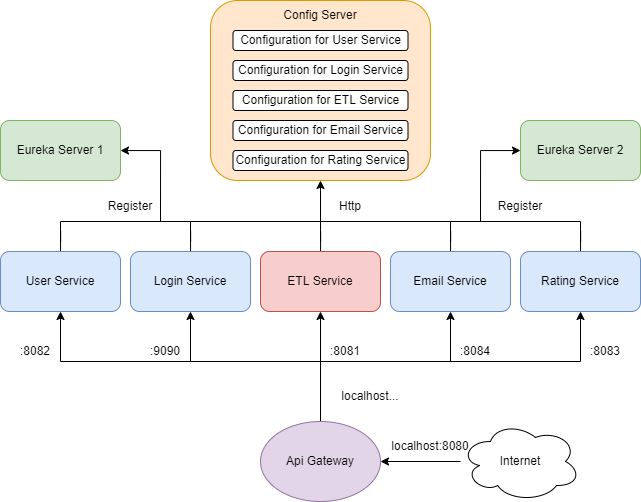 Config Server
Configuration for User Service
Configuration for Login Service
Configuration for ETL Service
Configuration for Email Service
Configuration for Rating Service
Eureka Server 1
Eureka Server 2
Register
Http
Register
User Service
Login Service
ETL Service
Email Service
Rating Service
:8082
:9090
:8081
:8084
:8083
localhost...
localhost:8080
Api Gateway
Internet